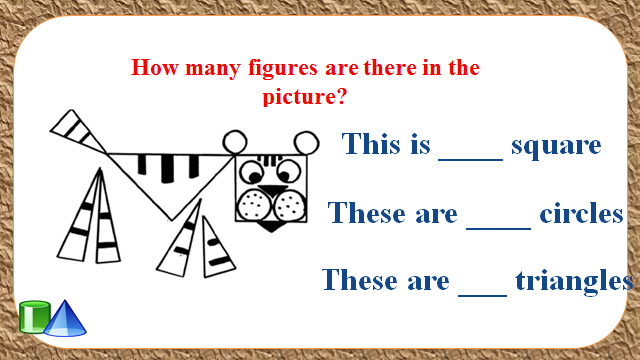 How many figures are there in the
picture?
This is ____ square
These are ____ circles
These are ___ triangles